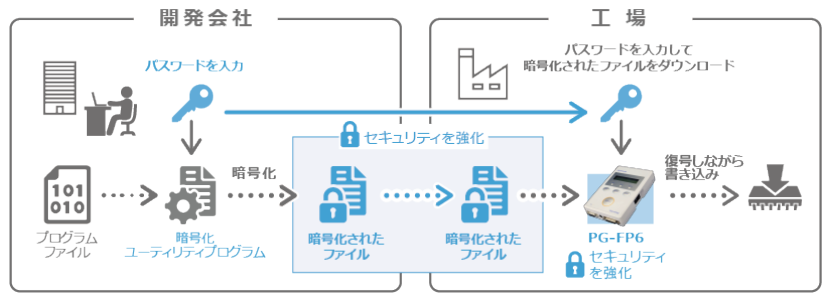 開発会社
工場
パスワードを入力
パスワードを入力して
暗号化されたファイルをダウンロード
セキュリティを強化
101
010
暗号化
復号しながら
書き込み
プログラム
ファイル
暗号化
ユーティリティプログラム
暗号化された
ファイル
暗号化された
ファイル
PG-FP6
セキュリティ
を強化